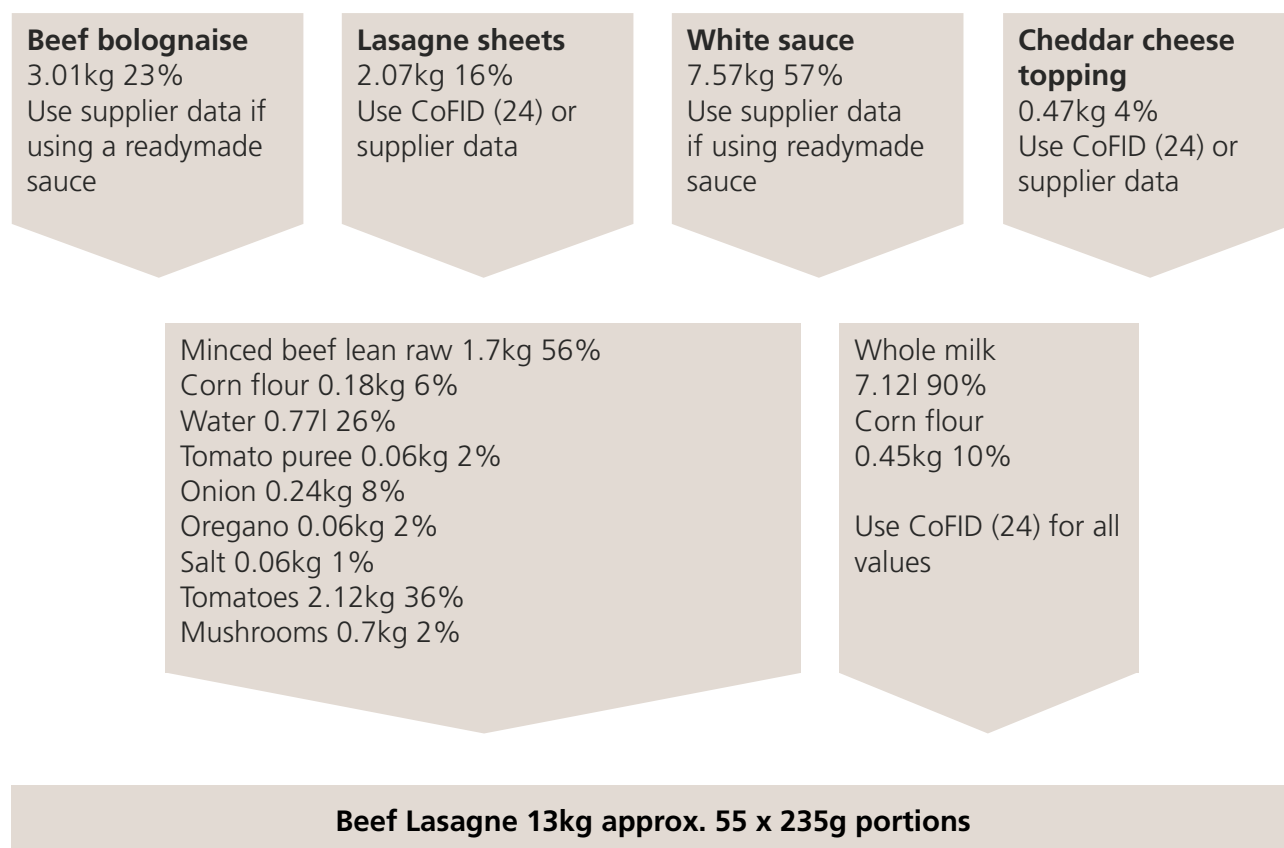 Beef bolognaise
3.01kg 23%
Use supplier data if
using a readymade
sauce
Lasagne sheets
2.07kg 16%
Use CoFID (24) or
supplier data
White sauce
7.57kg 57%
Use supplier data
if using readymade
sauce
Cheddar cheese
topping
0.47kg 4%
Use CoFID (24) or
supplier data
Minced beef lean raw 1.7kg 56%
Corn flour 0.18kg 6%
Water 0.77l 26%
Tomato puree 0.06kg 2%
Onion 0.24kg 8%
Oregano 0.06kg 2%
Salt 0.06kg 1%
Tomatoes 2.12kg 36%
Mushrooms 0.7kg 2%
Whole milk
7.12l 90%
Corn flour
0.45kg 10%
Use CoFID (24) for all
values
Beef Lasagne 13kg approx. 55 x 235g portions